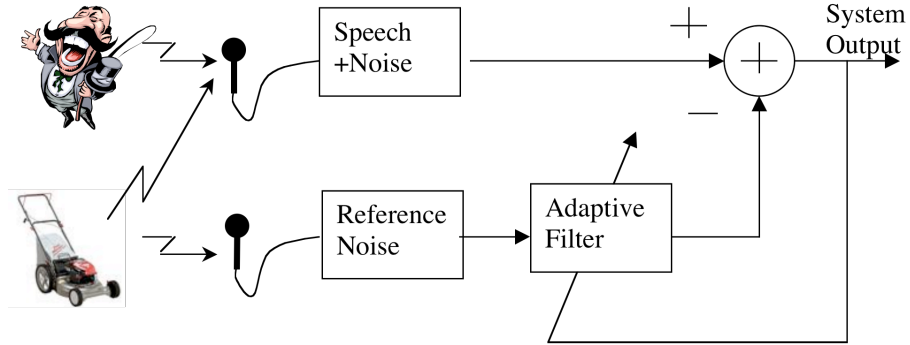 Speech
+Noise
+
System
Output
+
—
Reference
Noise
Adaptive
Filter